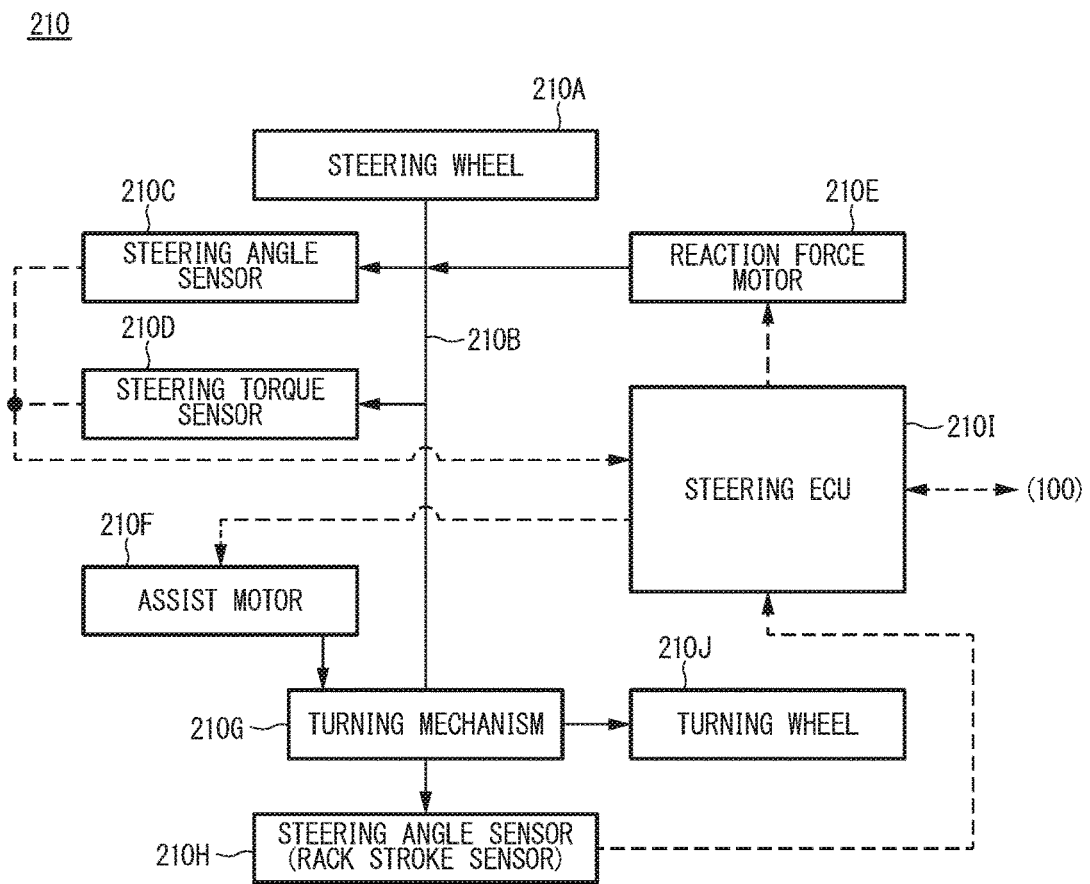 210
210A
STEERING WHEEL
210C
STEERING ANGLE
SENSOR
210E
REACTION FORCE
MOTOR
210D
210B
STEERING TORQUE
SENSOR
210I
STEERING ECU
(100)
210F
ASSIST MOTOR
210J
210G
TURNING MECHANISM
TURNING WHEEL
210H
STEERING ANGLE SENSOR
(RACK STROKE SENSOR)